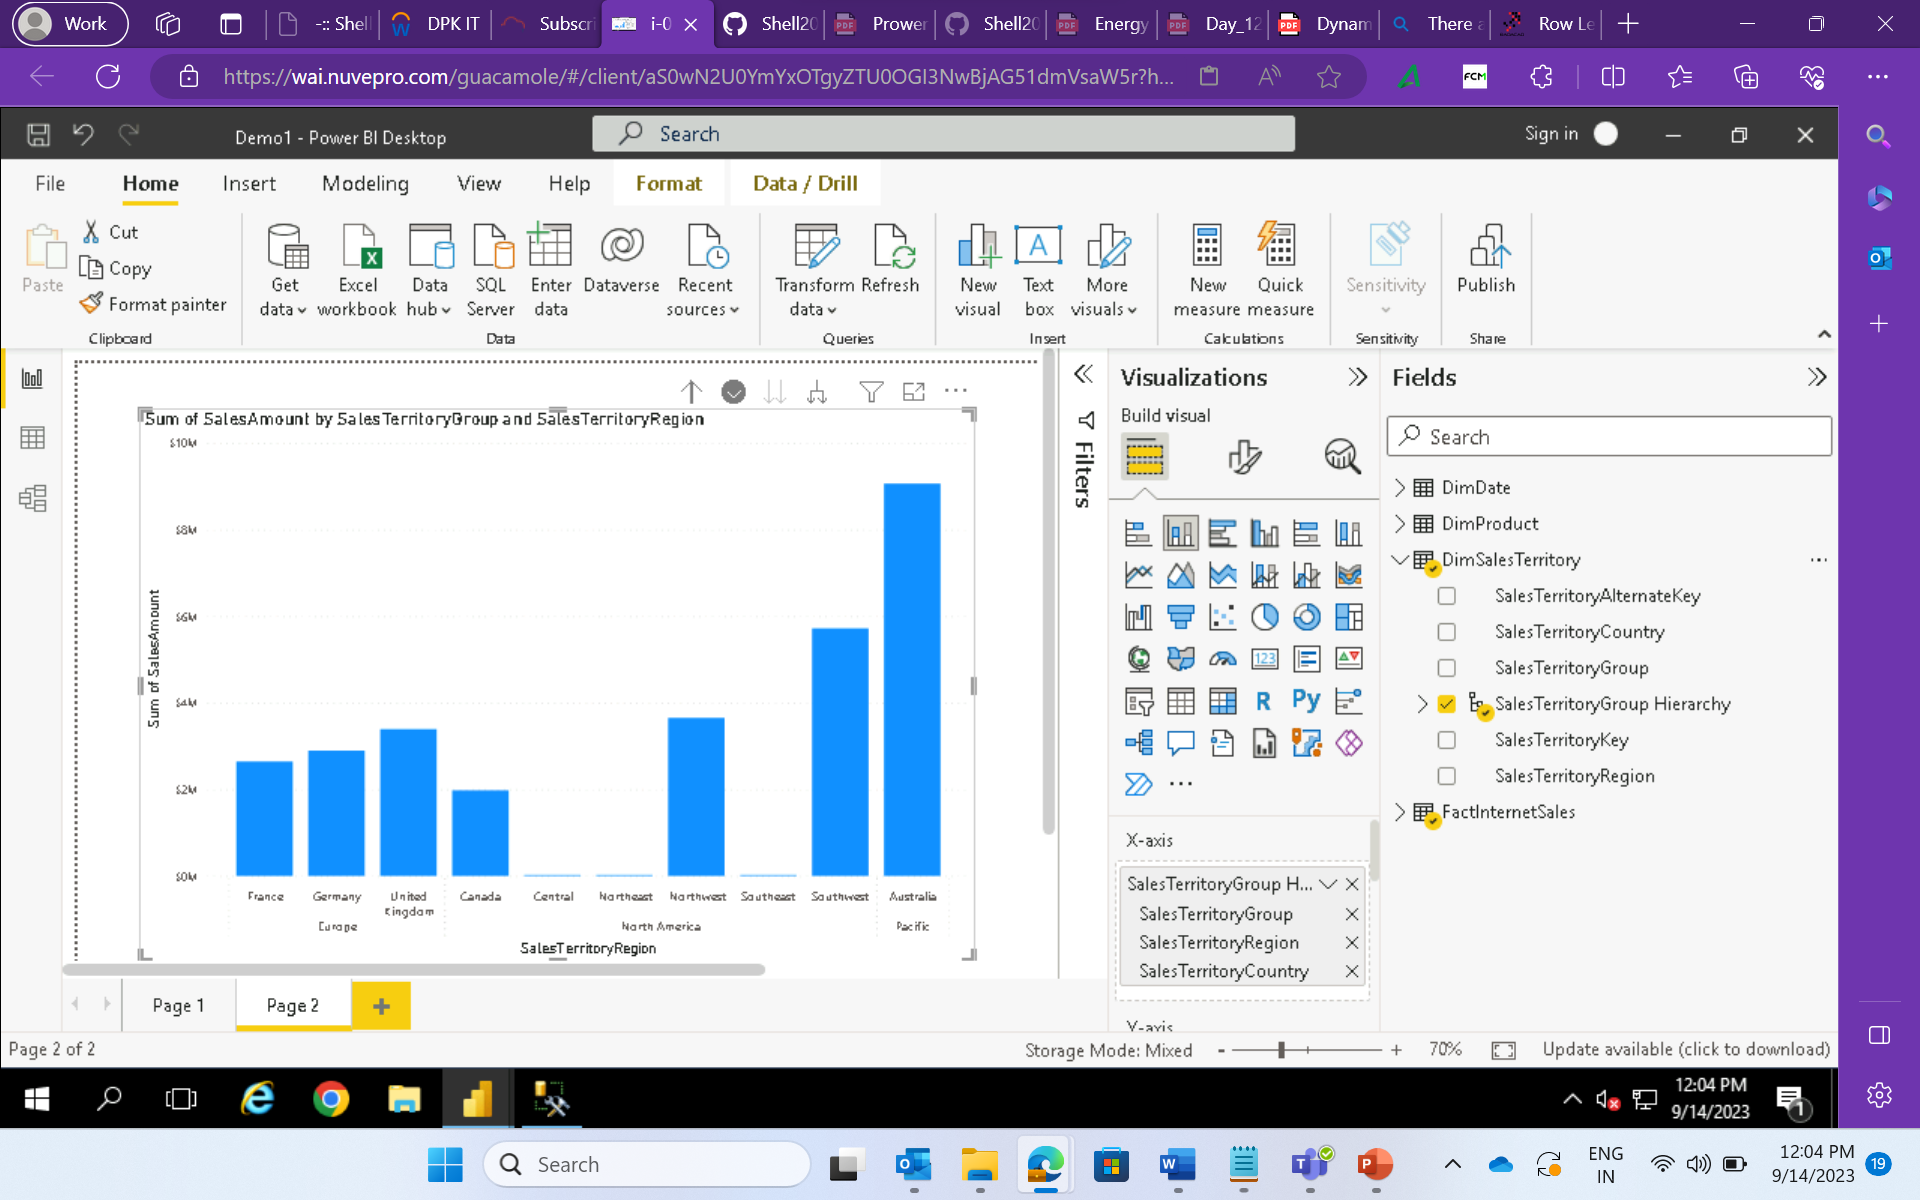 Work
-:: Shell
DPK IT
Subscri
i-0
Shell20
Prower
Shell20
Energy
Day_12
Dynam
There a
Row Le
https://wai.nuvepro.com/guacamole/#/client/aS0wN2U0YmYxOTgyZTU0OGI3NwBjAG51dmVsaW5r?h...
FCM
Demo1 - Power BI Desktop
Search
Sign in
File
Home
Insert
Modeling
View
Help
Format
Data / Drill
Paste
Cut
Copy
Format painter
Get data
Excel workbook
Data hub
SQL Server
Enter data
Dataverse
Recent sources
Transform data
Refresh
New visual
Text box
More visuals
New measure
Quick measure
Sensitivity
Publish
Clipboard
Data
Queries
Insert
Calculations
Sensitivity
Share
Sum of SalesAmount by SalesTerritoryGroup and SalesTerritoryRegion
$10M
$8M
$6M
$4M
$2M
$0M
Sum of SalesAmount
France
Germany
United Kingdom
Canada
Central
Northeast
Northwest
Southeast
Southwest
Australia
Europe
North America
Pacific
SalesTerritoryRegion
Filters
Visualizations
Build visual
123
R
Py
X-axis
SalesTerritoryGroup H...
SalesTerritoryGroup
SalesTerritoryRegion
SalesTerritoryCountry
Y-axis
Fields
Search
DimDate
DimProduct
DimSalesTerritory
SalesTerritoryAlternateKey
SalesTerritoryCountry
SalesTerritoryGroup
SalesTerritoryGroup Hierarchy
SalesTerritoryKey
SalesTerritoryRegion
FactInternetSales
Page 1
Page 2
Page 2 of 2
Storage Mode: Mixed
70%
Update available (click to download)
12:04 PM
9/14/2023
1
Search
ENG
IN
12:04 PM
9/14/2023
19